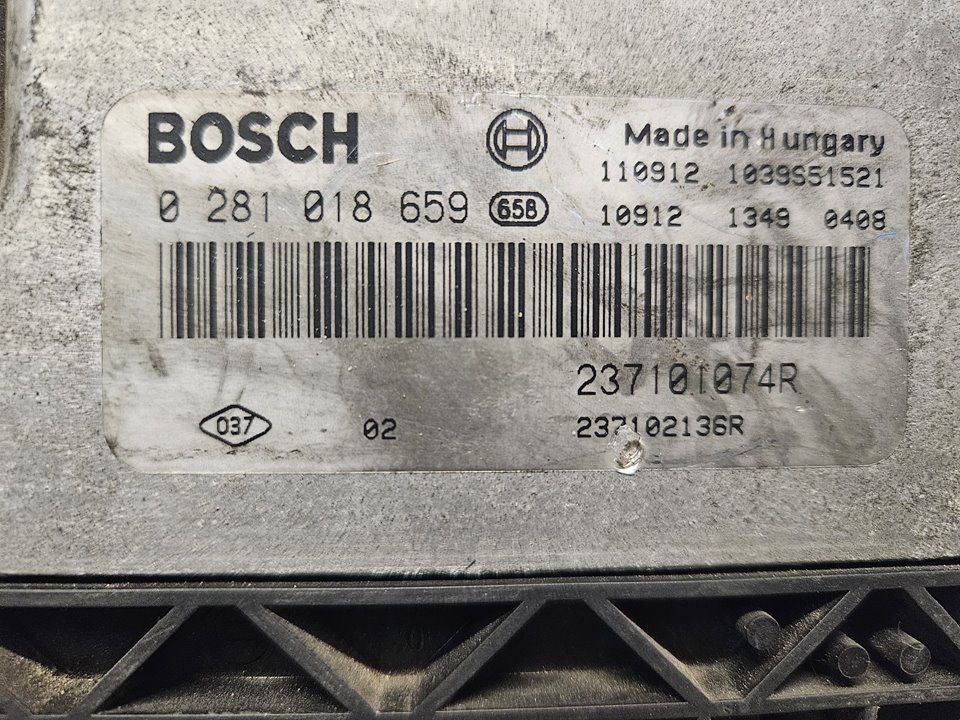 BOSCH
Made in Hungary
110912 1039S51521
0 281 018 659 658
10912 1349 0408
237101074R
037 02 237102136R